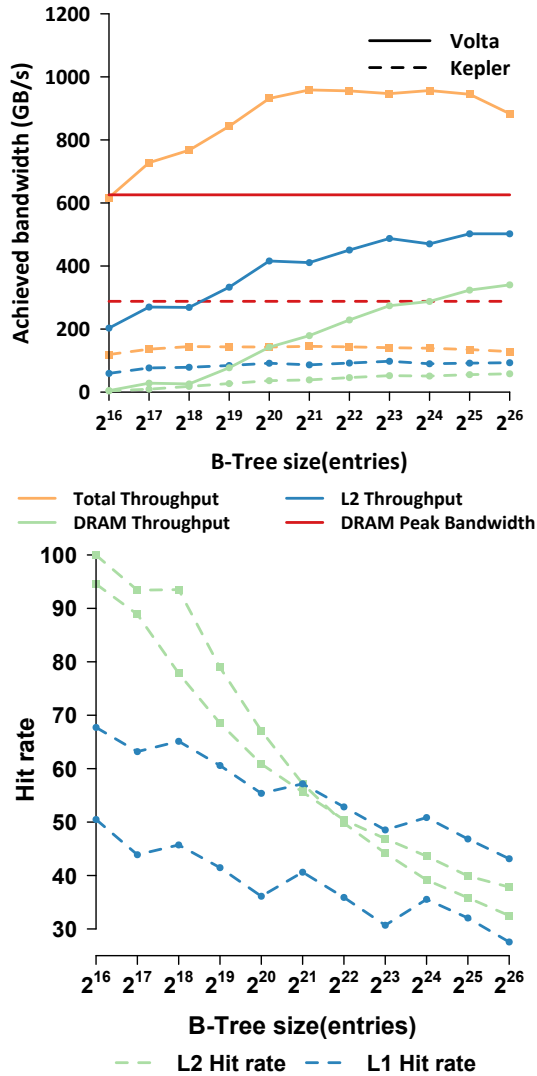 1200
1000
800
600
400
200
0
Achieved bandwidth (GB/s)
Volta
Kepler
2^16 2^17 2^18 2^19 2^20 2^21 2^22 2^23 2^24 2^25 2^26
B-Tree size(entries)
Total Throughput L2 Throughput
DRAM Throughput DRAM Peak Bandwidth
100
90
80
70
60
50
40
30
Hit rate
2^16 2^17 2^18 2^19 2^20 2^21 2^22 2^23 2^24 2^25 2^26
B-Tree size(entries)
L2 Hit rate L1 Hit rate